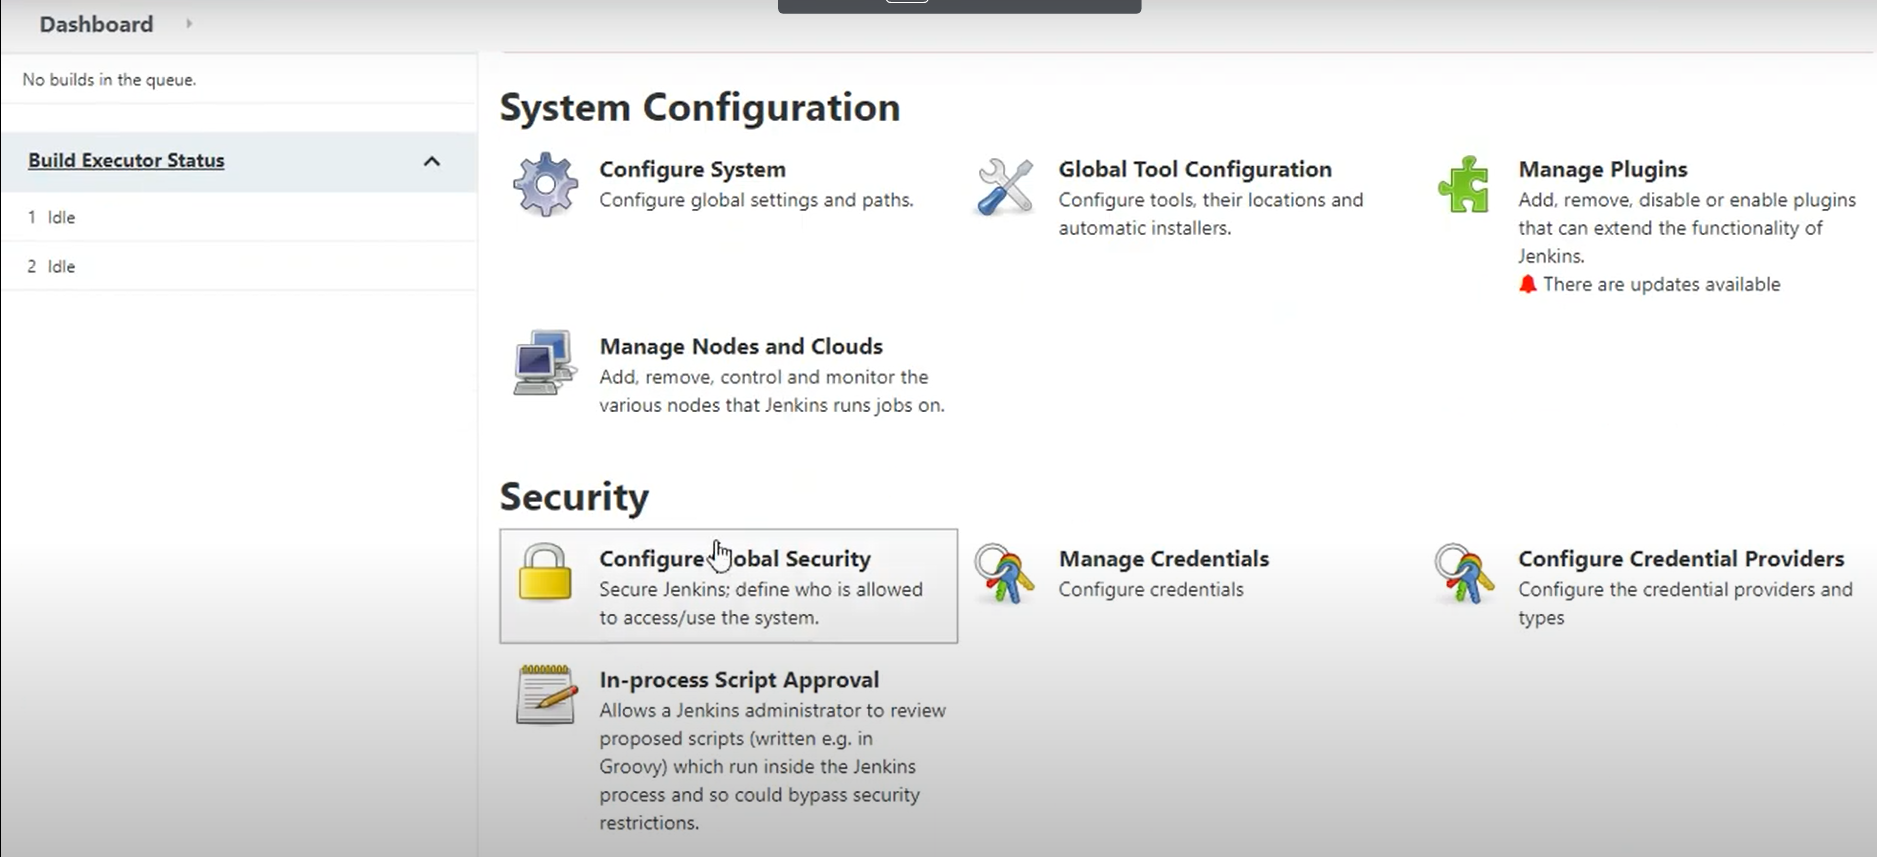 Dashboard
No builds in the queue.
Build Executor Status
1 Idle
2 Idle
System Configuration
Configure System
Configure global settings and paths.
Global Tool Configuration
Configure tools, their locations and
automatic installers.
Manage Plugins
Add, remove, disable or enable plugins
that can extend the functionality of
Jenkins.
There are updates available
Manage Nodes and Clouds
Add, remove, control and monitor the
various nodes that Jenkins runs jobs on.
Security
Configure Global Security
Secure Jenkins; define who is allowed
to access/use the system.
Manage Credentials
Configure credentials
Configure Credential Providers
Configure the credential providers and
types
In-process Script Approval
Allows a Jenkins administrator to review
proposed scripts (written e.g. in
Groovy) which run inside the Jenkins
process and so could bypass security
restrictions.